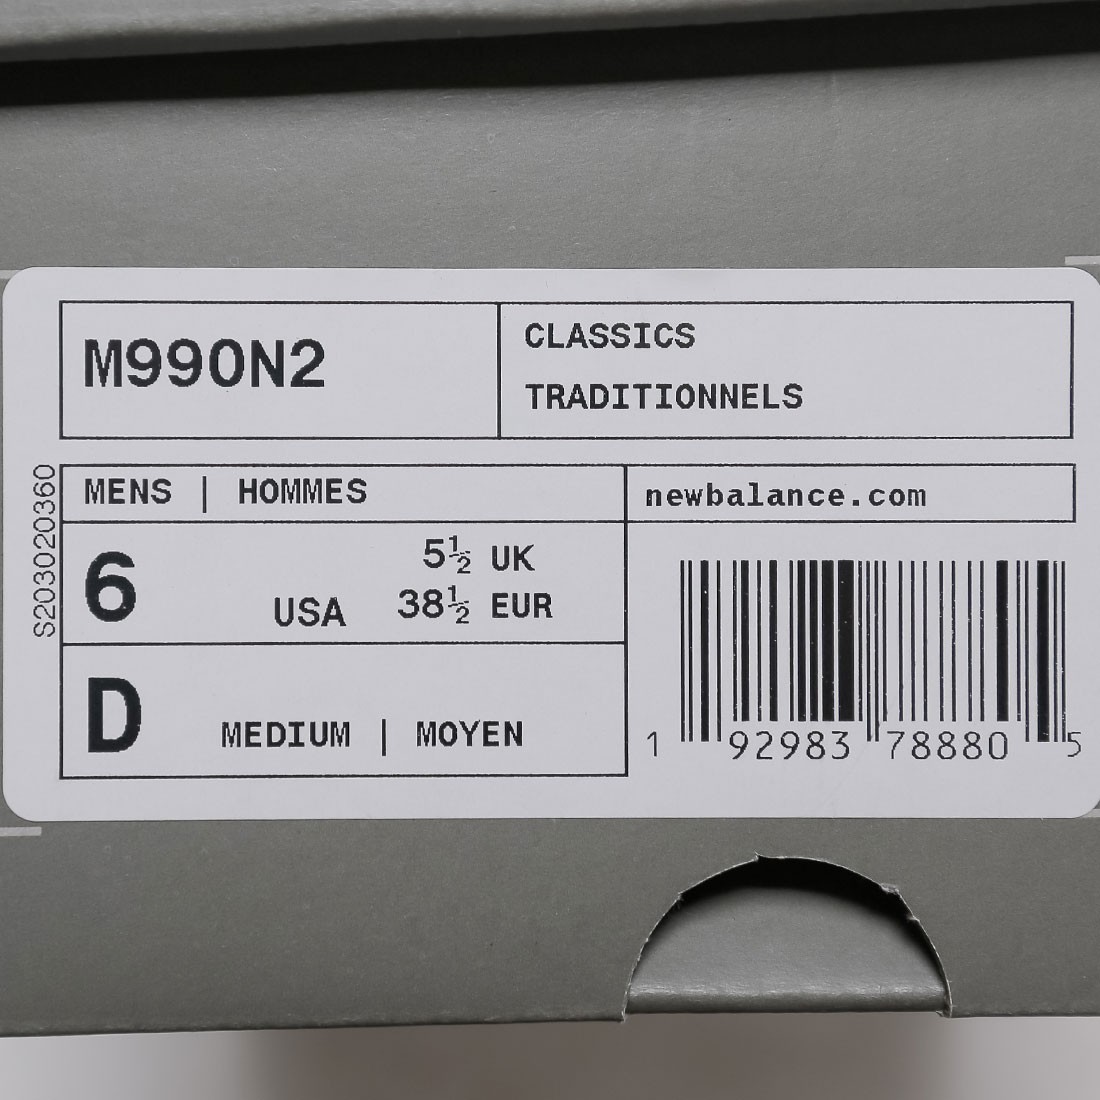 M990N2
CLASSICS
TRADITIONNELS
S203020360
MENS | HOMMES
newbalance.com
6 USA 5½ UK
38½ EUR
D MEDIUM | MOYEN
1 92983 78880 5